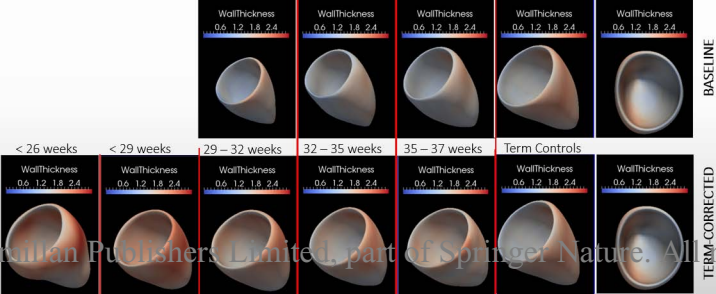 WallThickness
0.6 1.2 1.8 2.4
WallThickness
0.6 1.2 1.8 2.4
WallThickness
0.6 1.2 1.8 2.4
WallThickness
0.6 1.2 1.8 2.4
WallThickness
0.6 1.2 1.8 2.4
BASELINE
< 26 weeks
< 29 weeks
29 – 32 weeks
32 – 35 weeks
35 – 37 weeks
Term Controls
WallThickness
0.6 1.2 1.8 2.4
WallThickness
0.6 1.2 1.8 2.4
WallThickness
0.6 1.2 1.8 2.4
WallThickness
0.6 1.2 1.8 2.4
WallThickness
0.6 1.2 1.8 2.4
WallThickness
0.6 1.2 1.8 2.4
WallThickness
0.6 1.2 1.8 2.4
TERM-CORRECTED
millan Publishers Limited, part of Springer Nature. All